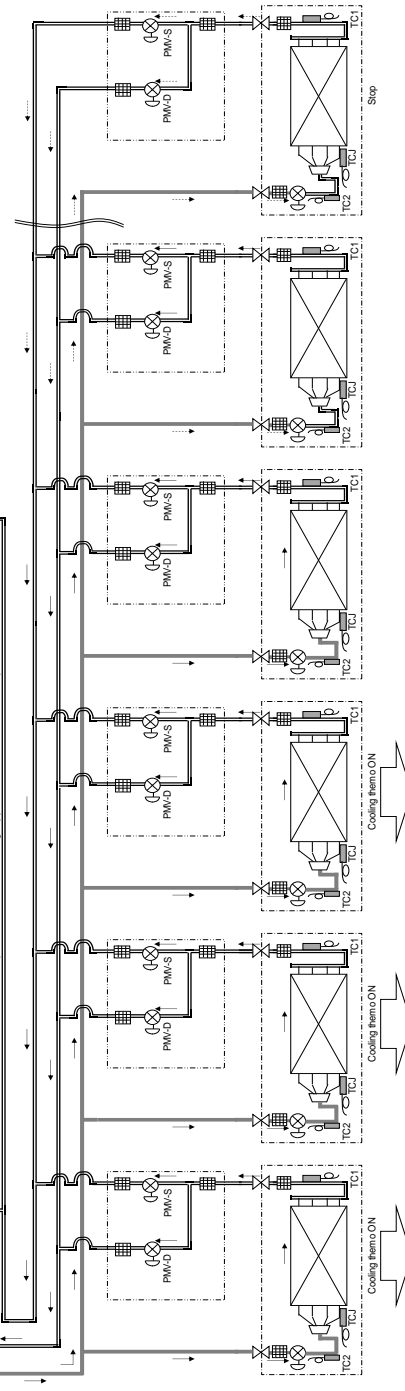 PMV-S
PMV-D
TC1
TCJ
TC2
Stop
PMV-S
PMV-D
TC1
TCJ
TC2
PMV-S
PMV-D
TC1
TCJ
TC2
PMV-S
PMV-D
TC1
TCJ
TC2
Cooling thermo ON
PMV-S
PMV-D
TC1
TCJ
TC2
Cooling thermo ON
PMV-S
PMV-D
TC1
TCJ
TC2
Cooling thermo ON